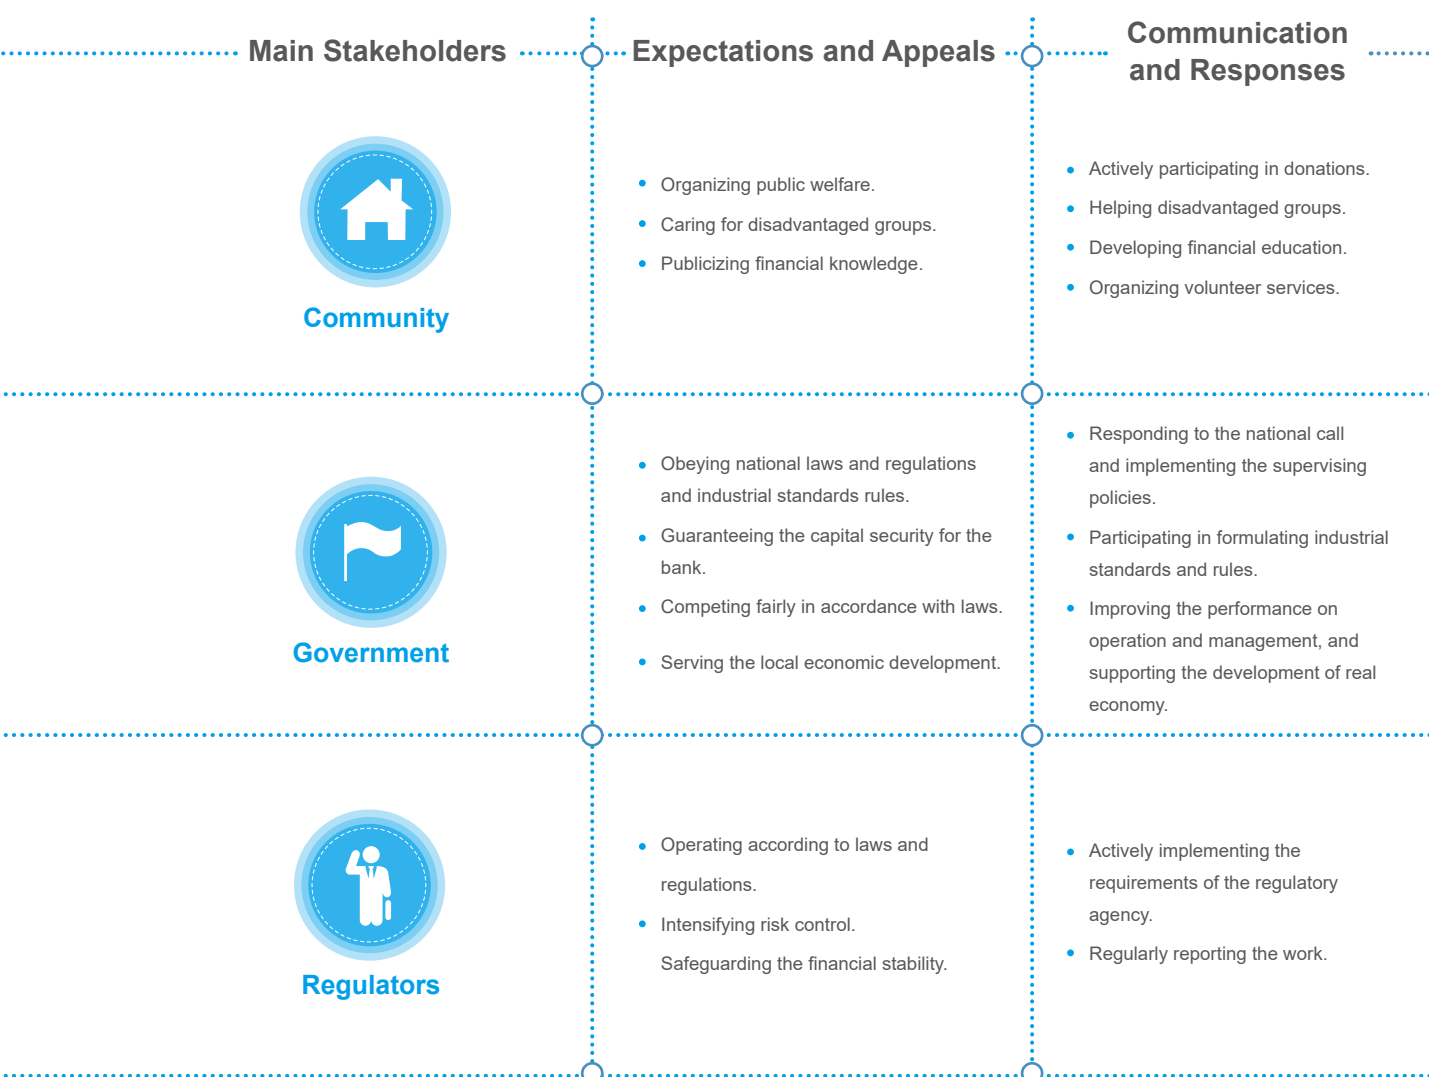 Main Stakeholders
Expectations and Appeals
Communication
and Responses
Community
Organizing public welfare.
Caring for disadvantaged groups.
Publicizing financial knowledge.
Actively participating in donations.
Helping disadvantaged groups.
Developing financial education.
Organizing volunteer services.
Government
Obeying national laws and regulations
and industrial standards rules.
Guaranteeing the capital security for the
bank.
Competing fairly in accordance with laws.
Serving the local economic development.
Responding to the national call
and implementing the supervising
policies.
Participating in formulating industrial
standards and rules.
Improving the performance on
operation and management, and
supporting the development of real
economy.
Regulators
Operating according to laws and
regulations.
Intensifying risk control.
Safeguarding the financial stability.
Actively implementing the
requirements of the regulatory
agency.
Regularly reporting the work.